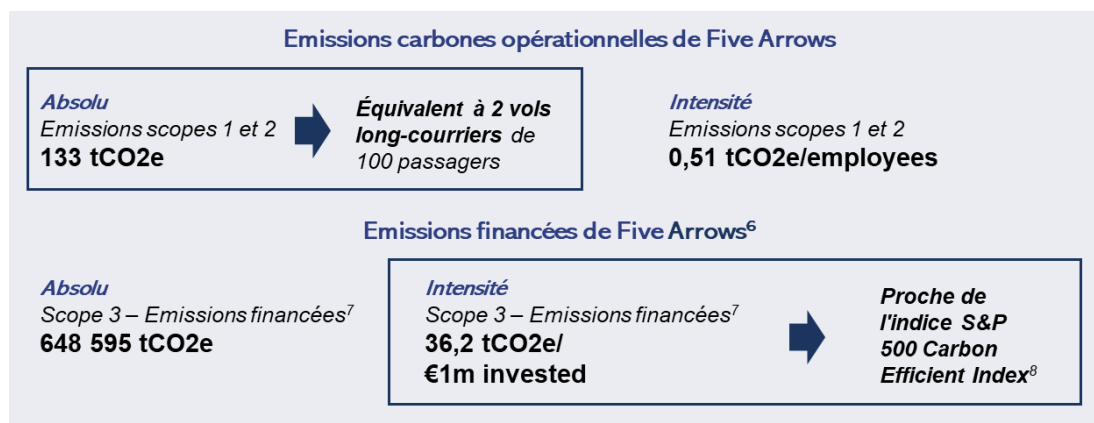 Emissions carbones opérationnelles de Five Arrows
Absolu
Emissions scopes 1 et 2
133 tCO2e
Équivalent à 2 vols
long-courriers de
100 passagers
Intensité
Emissions scopes 1 et 2
0,51 tCO2e/employees
Emissions financées de Five Arrows⁶
Absolu
Scope 3 – Emissions financées⁷
648 595 tCO2e
Intensité
Scope 3 – Emissions financées⁷
36,2 tCO2e/
€1m invested
Proche de
l'indice S&P
500 Carbon
Efficient Index⁸